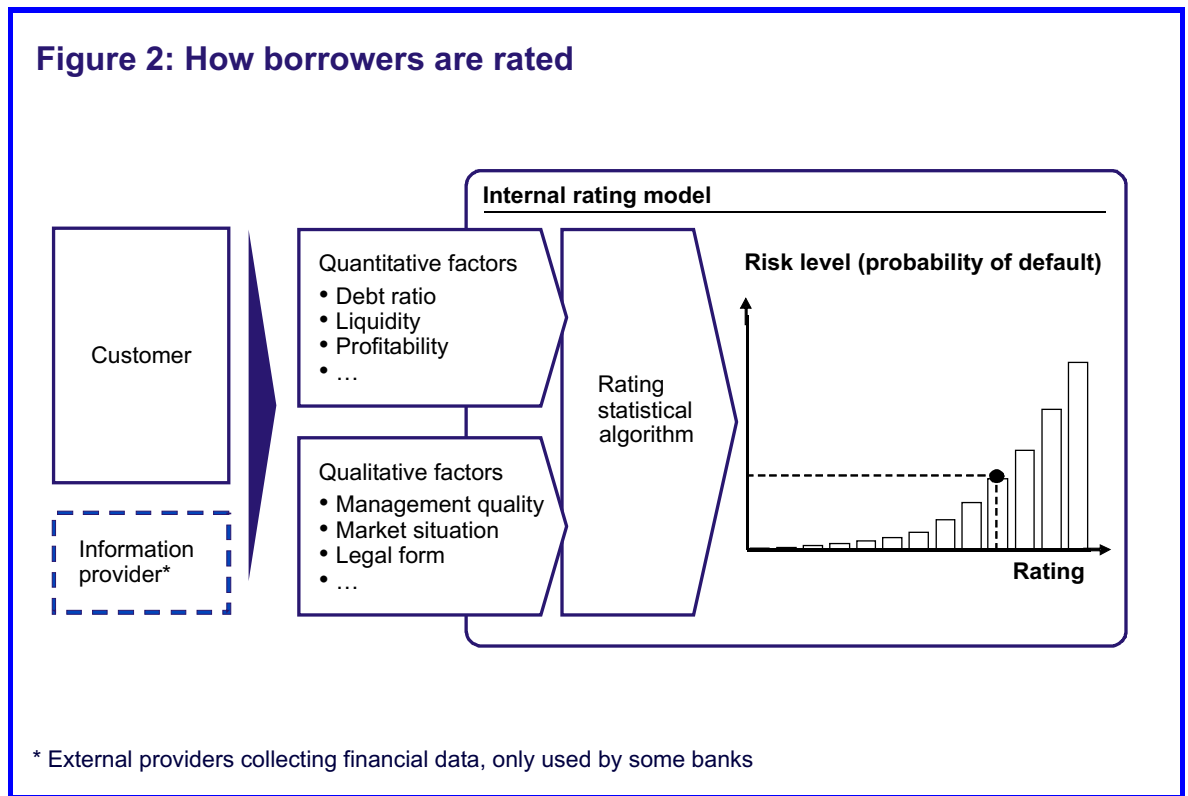 Figure 2: How borrowers are rated
Internal rating model
Customer
Information
provider*
Quantitative factors
• Debt ratio
• Liquidity
• Profitability
• …
Qualitative factors
• Management quality
• Market situation
• Legal form
• …
Rating
statistical
algorithm
Risk level (probability of default)
Rating
* External providers collecting financial data, only used by some banks